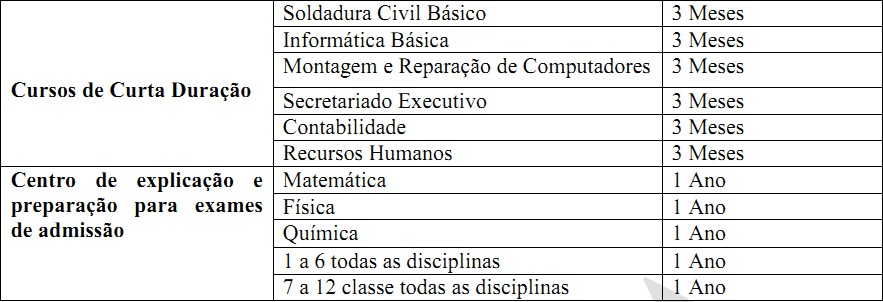 Cursos de Curta Duração
Soldadura Civil Básico 3 Meses
Informática Básica 3 Meses
Montagem e Reparação de Computadores 3 Meses
Secretariado Executivo 3 Meses
Contabilidade 3 Meses
Recursos Humanos 3 Meses
Centro de explicação e
preparação para exames
de admissão
Matemática 1 Ano
Física 1 Ano
Química 1 Ano
1 a 6 todas as disciplinas 1 Ano
7 a 12 classe todas as disciplinas 1 Ano